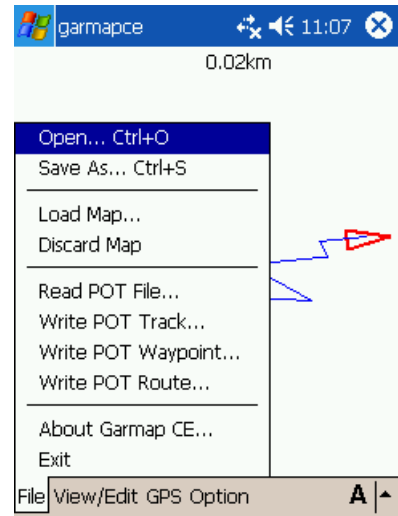 garmapce 11:07
0.02km
Open... Ctrl+O
Save As... Ctrl+S
Load Map...
Discard Map
Read POT File...
Write POT Track...
Write POT Waypoint...
Write POT Route...
About Garmap CE...
Exit
File View/Edit GPS Option A